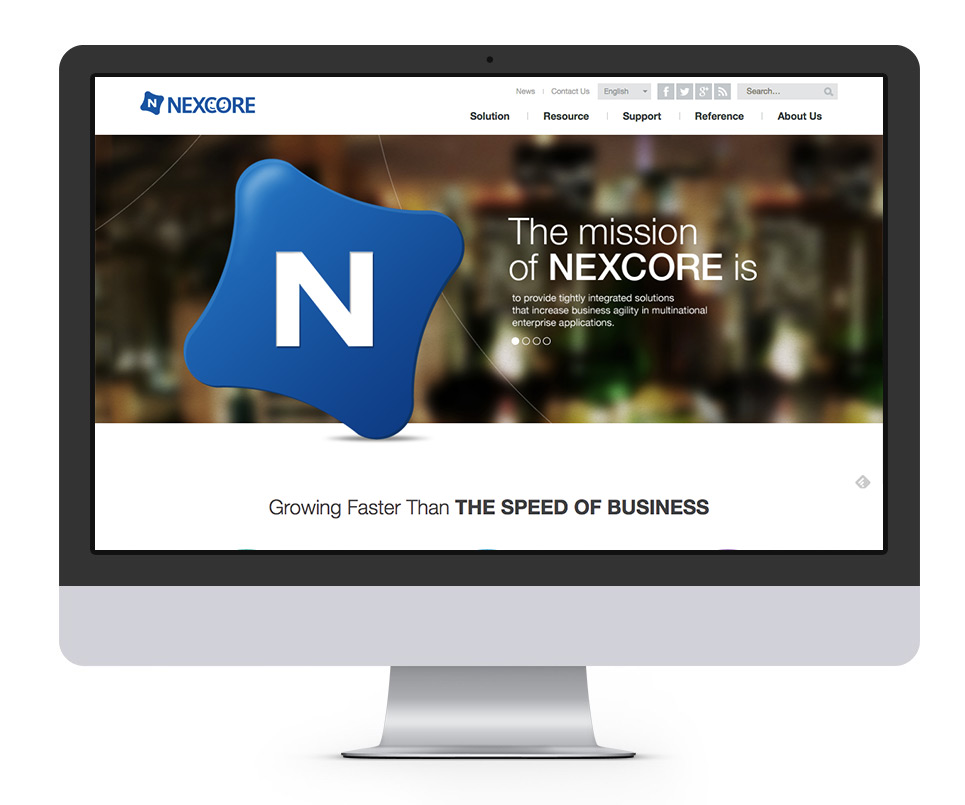 N NEXCORE
News Contact Us English Search...
Solution Resource Support Reference About Us
N
The mission
of NEXCORE is
to provide tightly integrated solutions
that increase business agility in multinational
enterprise applications.
Growing Faster Than THE SPEED OF BUSINESS